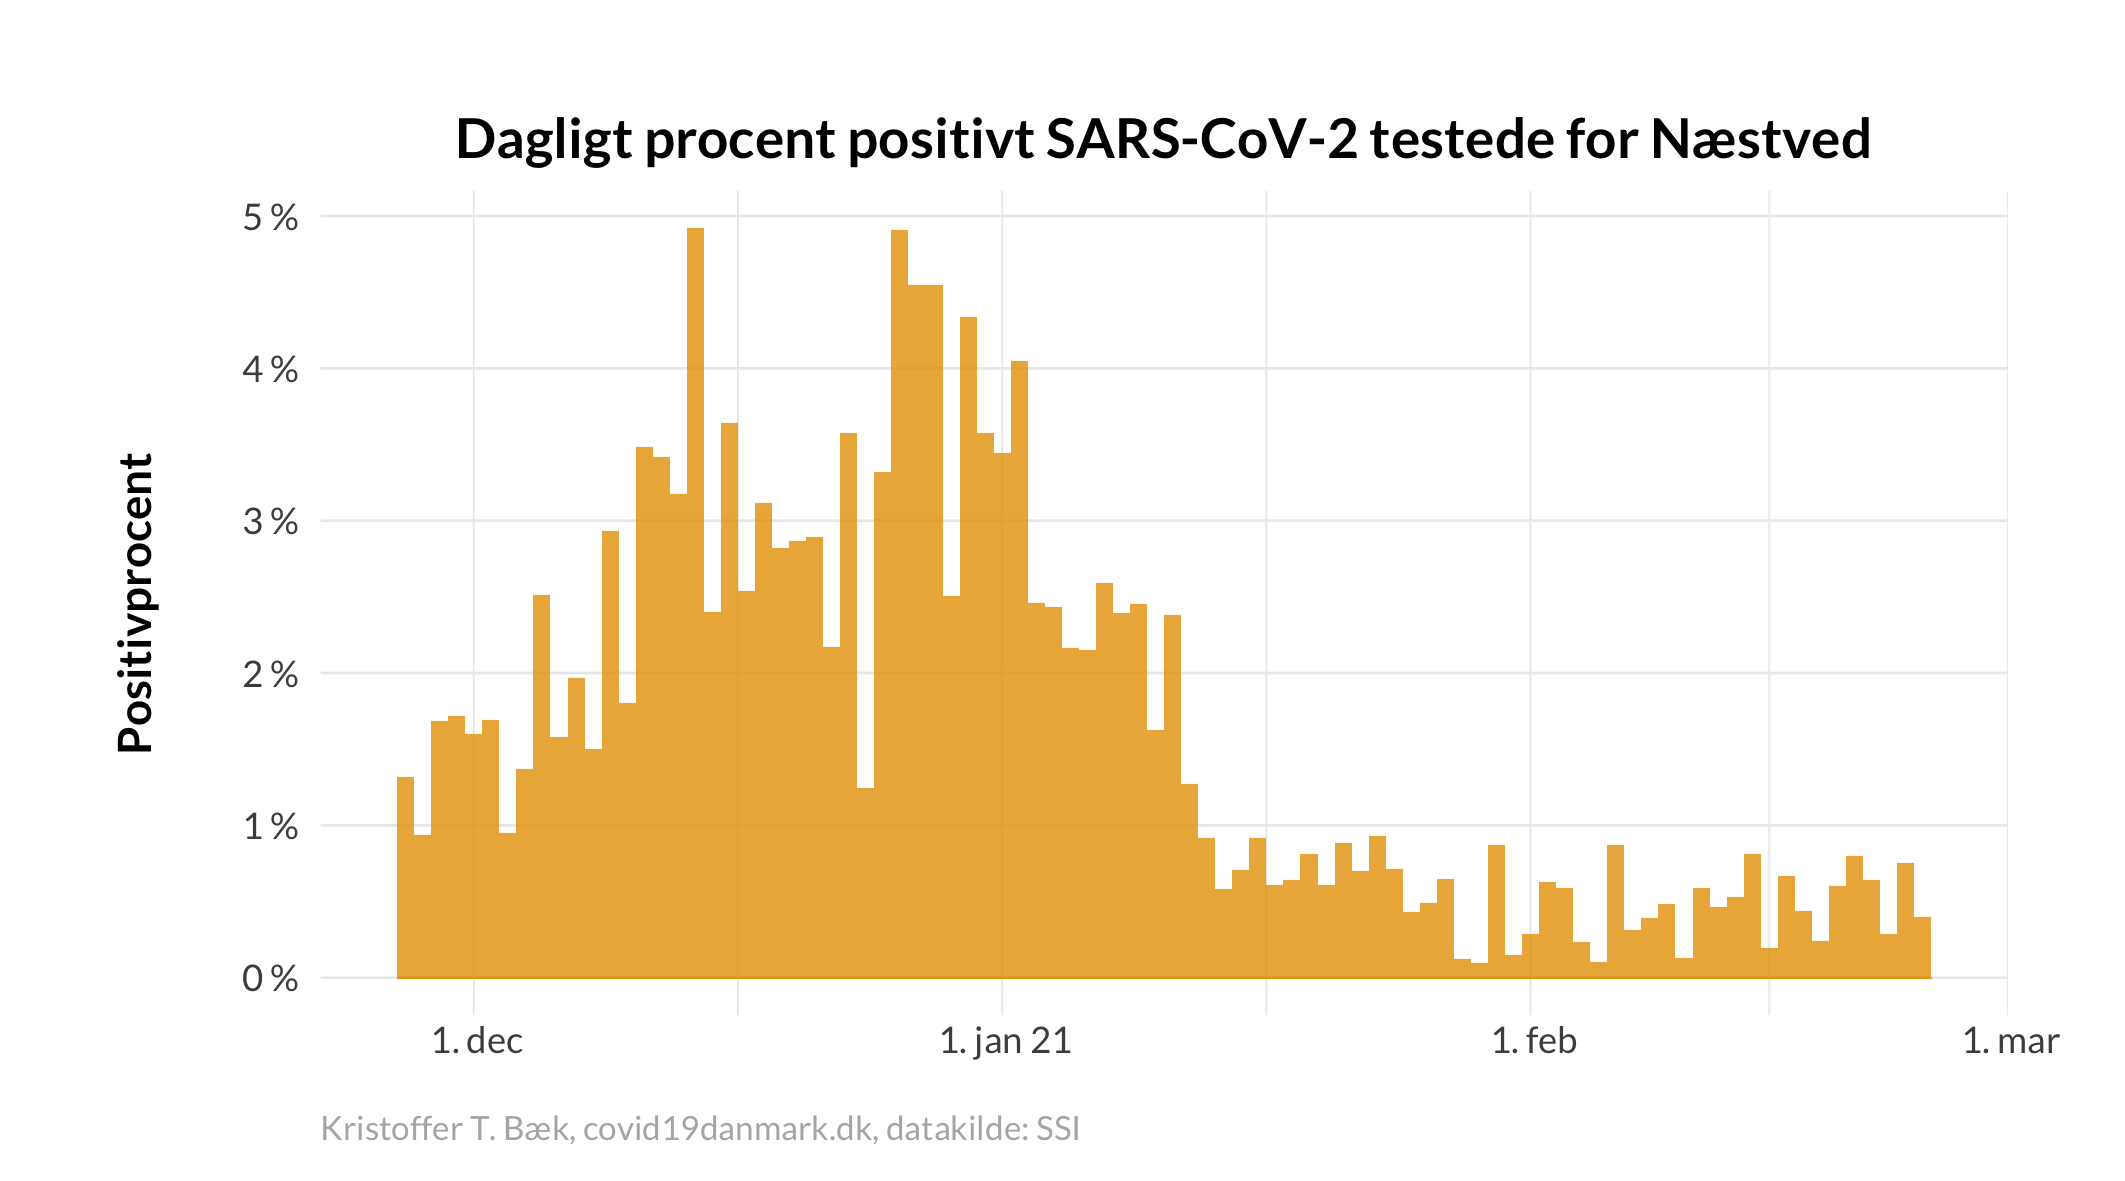 Dagligt procent positivt SARS-CoV-2 testede for Næstved
Positivprocent
5 %
4 %
3 %
2 %
1 %
0 %
1. dec
1. jan 21
1. feb
1. mar
Kristoffer T. Bæk, covid19danmark.dk, datakilde: SSI